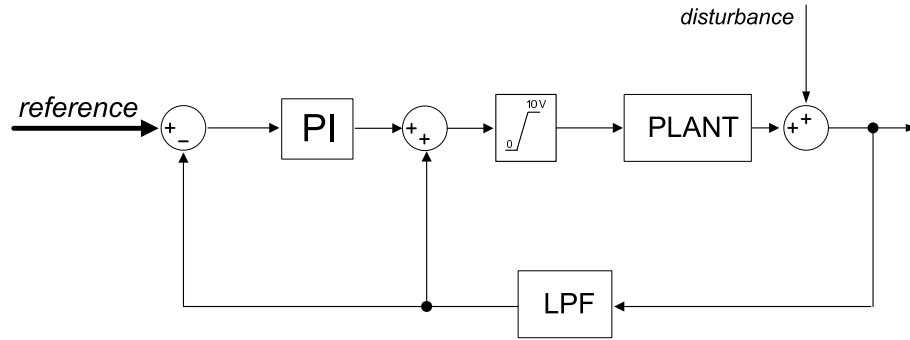 disturbance
reference
+
−
PI
+
+
10V
0
PLANT
+
+
LPF